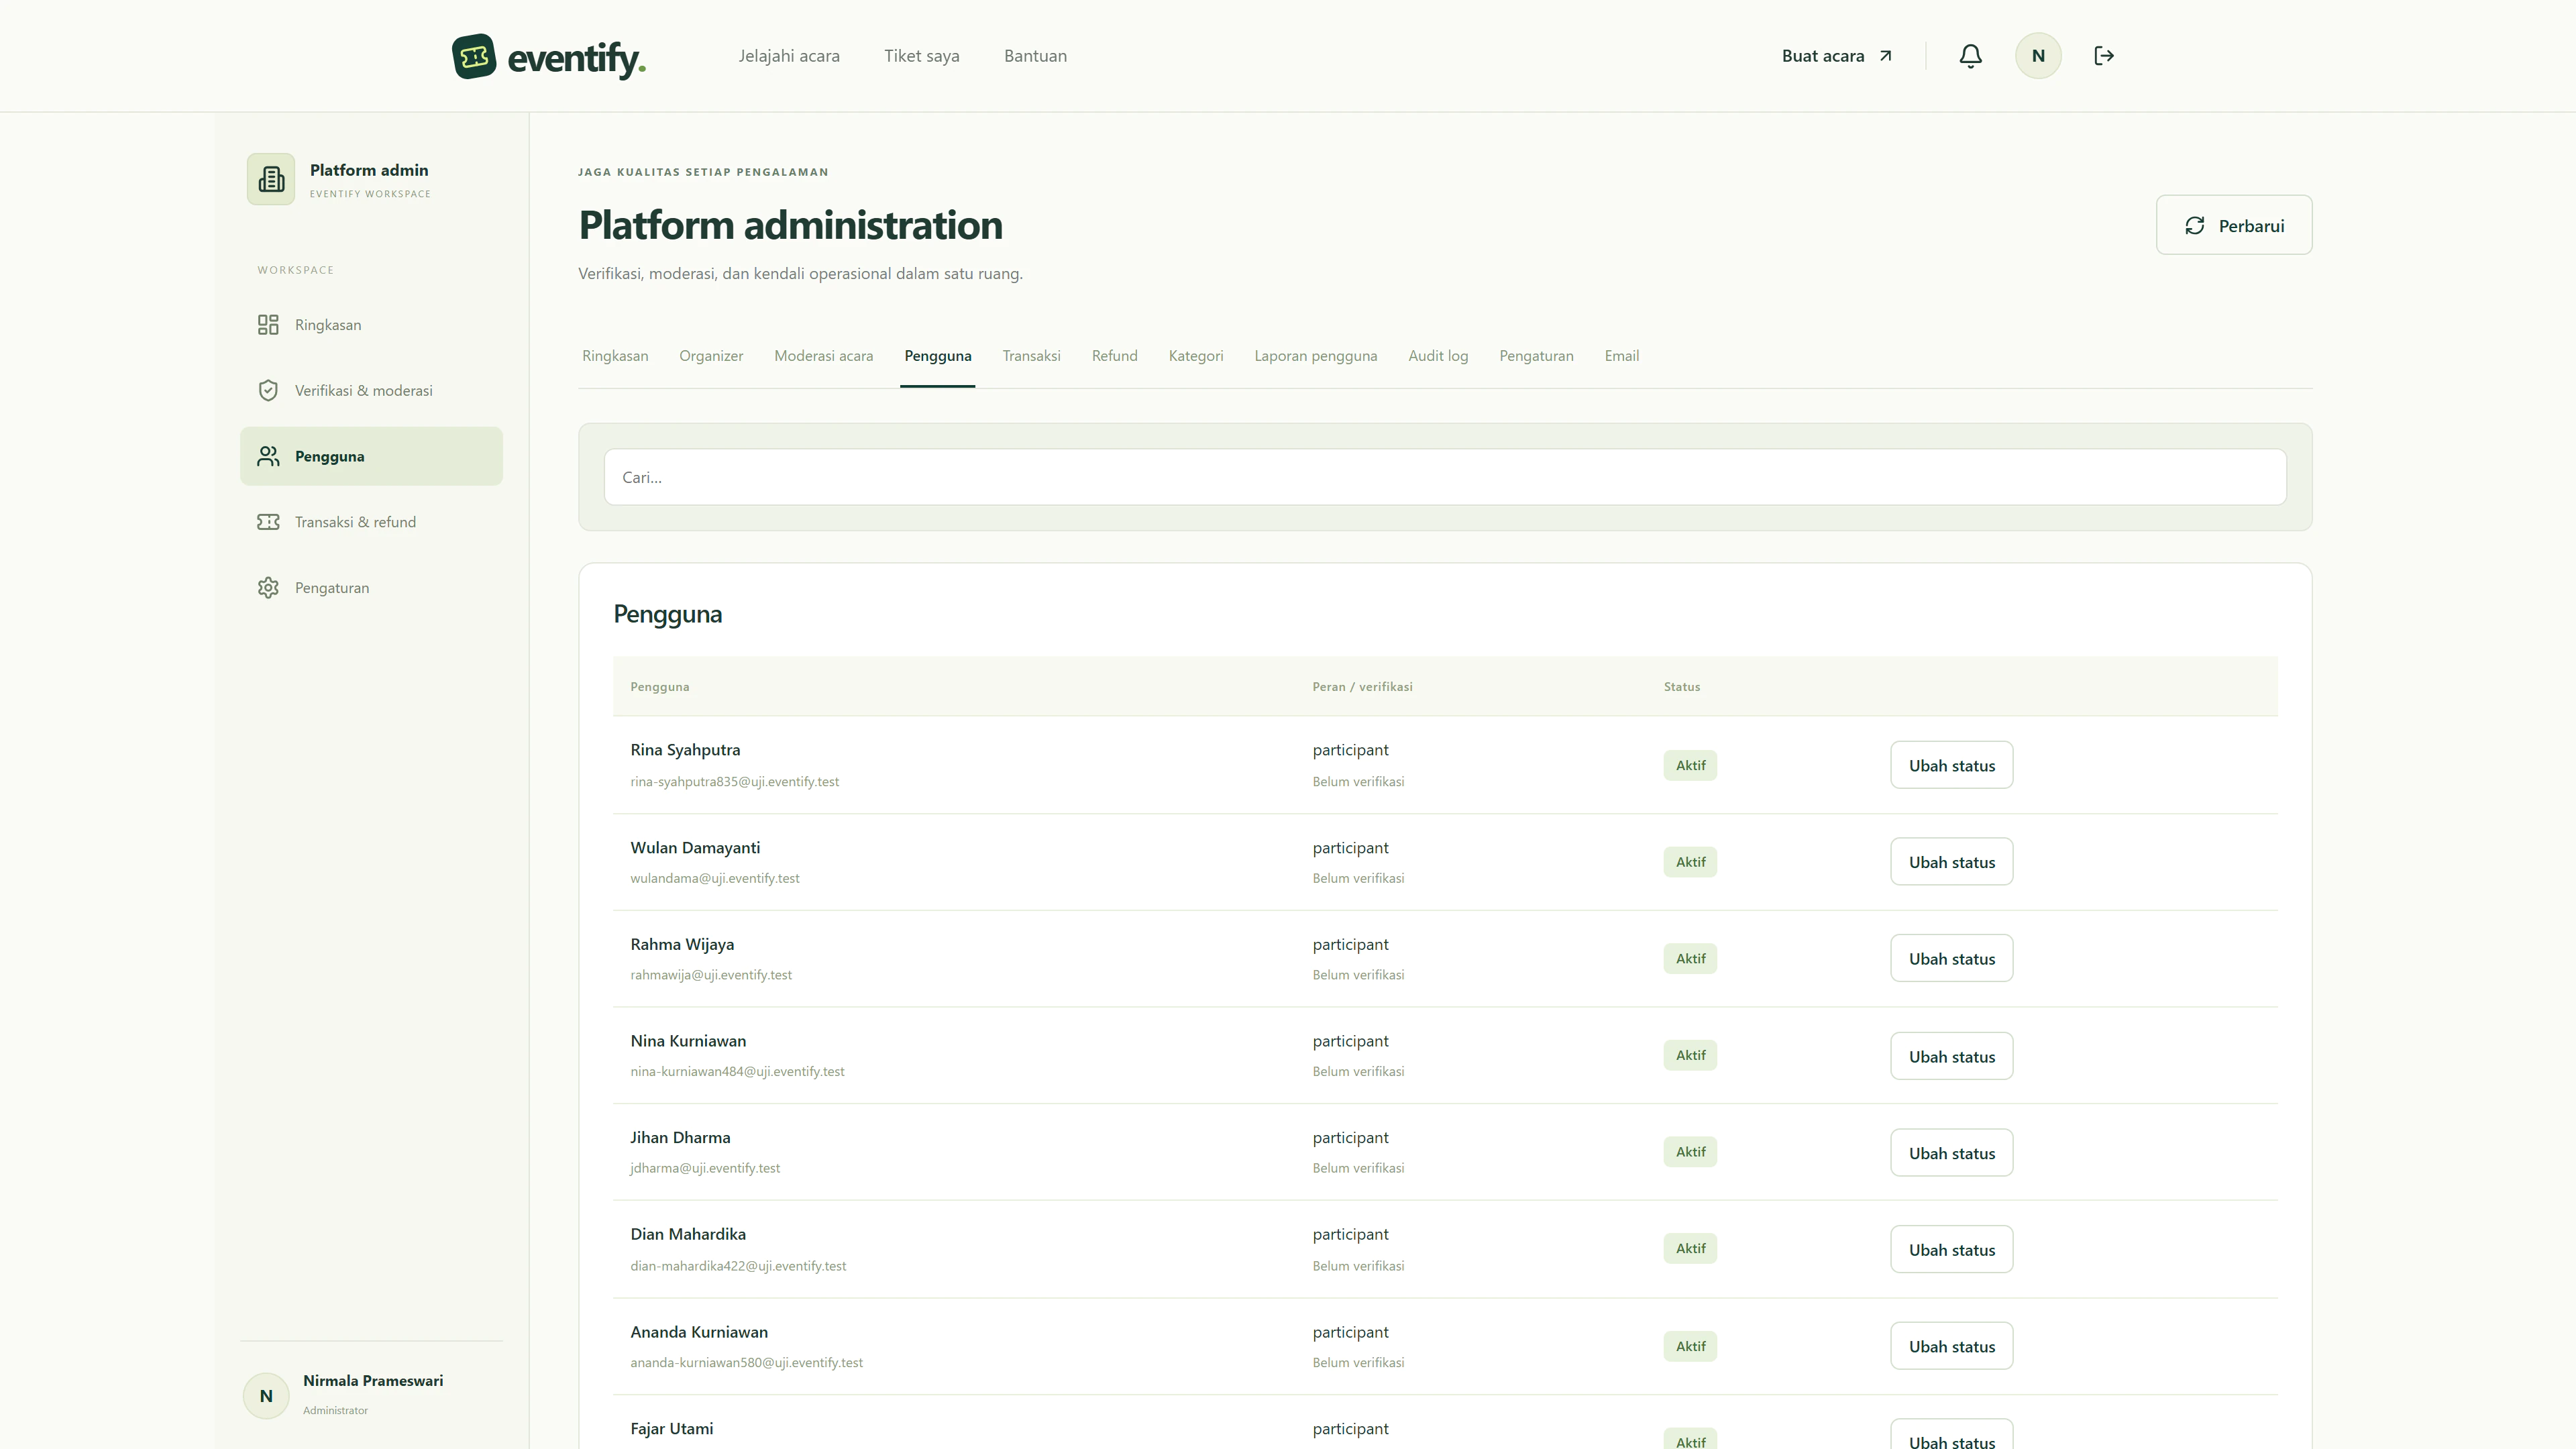 eventify.
Jelajahi acara
Tiket saya
Bantuan
Buat acara
N
Platform admin
EVENTIFY WORKSPACE
WORKSPACE
Ringkasan
Verifikasi & moderasi
Pengguna
Transaksi & refund
Pengaturan
N
Nirmala Prameswari
Administrator
JAGA KUALITAS SETIAP PENGALAMAN
Platform administration
Verifikasi, moderasi, dan kendali operasional dalam satu ruang.
Perbarui
Ringkasan
Organizer
Moderasi acara
Pengguna
Transaksi
Refund
Kategori
Laporan pengguna
Audit log
Pengaturan
Email
Cari...
Pengguna
Pengguna
Peran / verifikasi
Status
Rina Syahputra
rina-syahputra835@uji.eventify.test
participant
Belum verifikasi
Aktif
Ubah status
Wulan Damayanti
wulandama@uji.eventify.test
participant
Belum verifikasi
Aktif
Ubah status
Rahma Wijaya
rahmawija@uji.eventify.test
participant
Belum verifikasi
Aktif
Ubah status
Nina Kurniawan
nina-kurniawan484@uji.eventify.test
participant
Belum verifikasi
Aktif
Ubah status
Jihan Dharma
jdharma@uji.eventify.test
participant
Belum verifikasi
Aktif
Ubah status
Dian Mahardika
dian-mahardika422@uji.eventify.test
participant
Belum verifikasi
Aktif
Ubah status
Ananda Kurniawan
ananda-kurniawan580@uji.eventify.test
participant
Belum verifikasi
Aktif
Ubah status
Fajar Utami
participant
Aktif
Ubah status